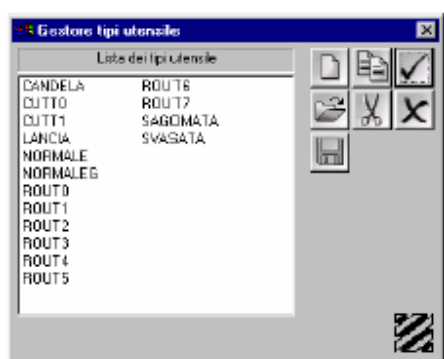 Gestore tipi utensile
Lista dei tipi utensile
CANDELA
CUTT0
CUTT1
LANCIA
NORMALE
NORMALEG
ROUT0
ROUT1
ROUT2
ROUT3
ROUT4
ROUT5
ROUT6
ROUT7
SAGOMATA
SVASATA